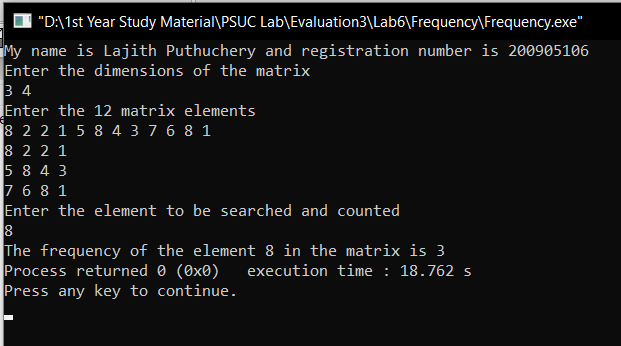 "D:\1st Year Study Material\PSUC Lab\Evaluation3\Lab6\Frequency\Frequency.exe"
My name is Lajith Puthuchery and registration number is 200905106
Enter the dimensions of the matrix
3 4
Enter the 12 matrix elements
8 2 2 1 5 8 4 3 7 6 8 1
8 2 2 1
5 8 4 3
7 6 8 1
Enter the element to be searched and counted
8
The frequency of the element 8 in the matrix is 3
Process returned 0 (0x0)   execution time : 18.762 s
Press any key to continue.